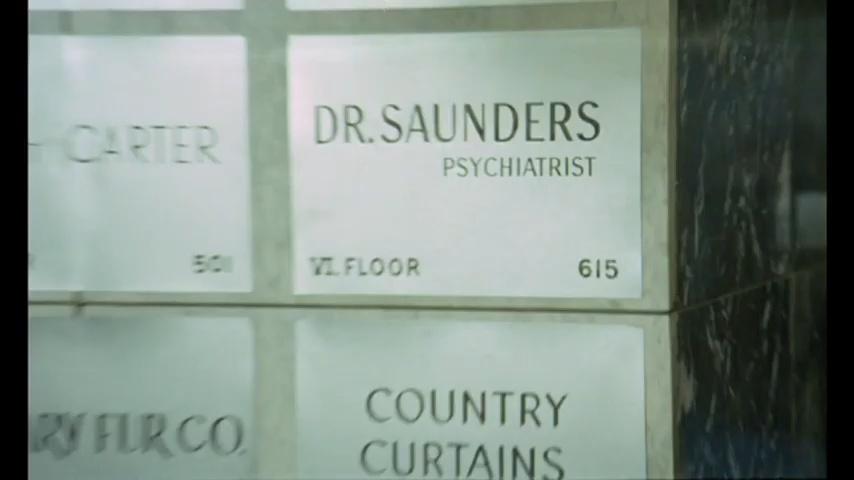 CARTER
501
DR. SAUNDERS
PSYCHIATRIST
VI. FLOOR 615
FUR CO.
COUNTRY
CURTAINS